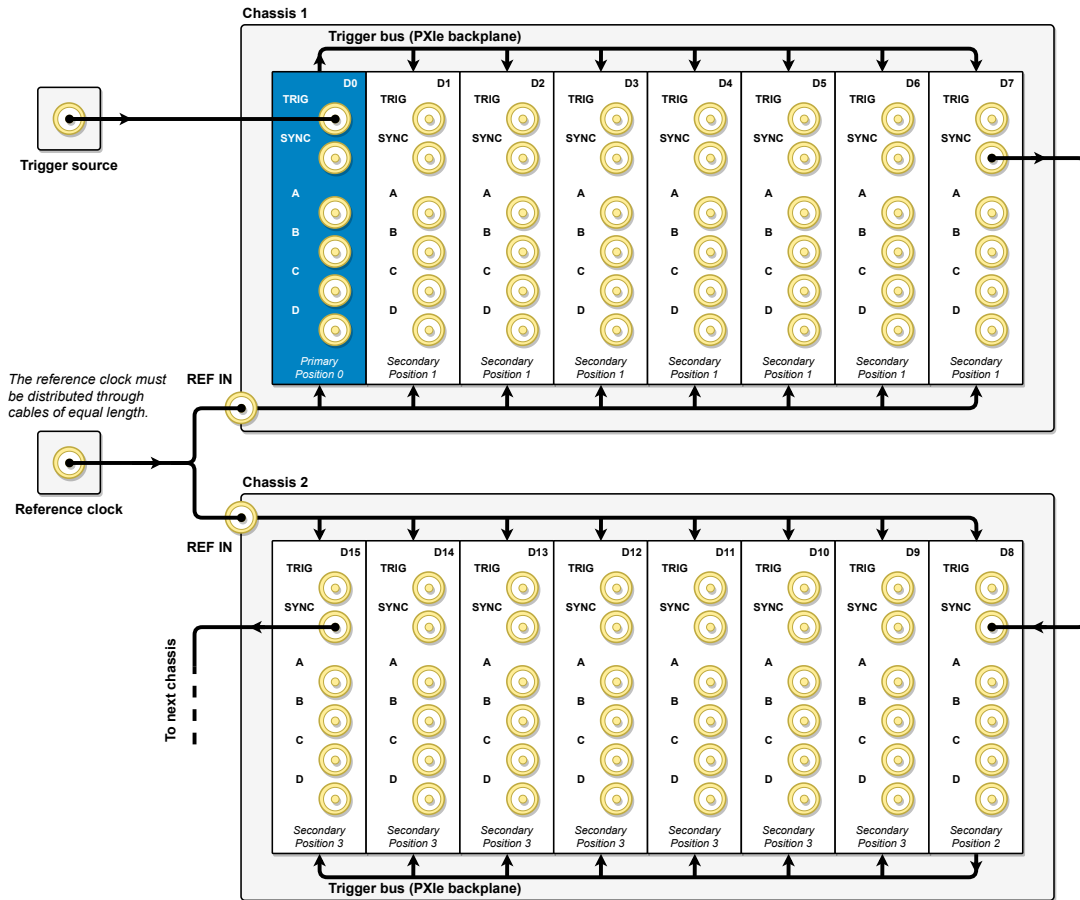 Chassis 1
Trigger bus (PXIe backplane)
D0 D1 D2 D3 D4 D5 D6 D7
TRIG TRIG TRIG TRIG TRIG TRIG TRIG TRIG
SYNC SYNC SYNC SYNC SYNC SYNC SYNC SYNC
Trigger source
A A A A A A A A
B B B B B B B B
C C C C C C C C
D D D D D D D D
Primary Secondary Secondary Secondary Secondary Secondary Secondary Secondary
Position 0 Position 1 Position 1 Position 1 Position 1 Position 1 Position 1 Position 1
The reference clock must
be distributed through
cables of equal length.
REF IN
Reference clock
Chassis 2
REF IN
D15 D14 D13 D12 D11 D10 D9 D8
TRIG TRIG TRIG TRIG TRIG TRIG TRIG TRIG
SYNC SYNC SYNC SYNC SYNC SYNC SYNC SYNC
To next chassis
A A A A A A A A
B B B B B B B B
C C C C C C C C
D D D D D D D D
Secondary Secondary Secondary Secondary Secondary Secondary Secondary Secondary
Position 3 Position 3 Position 3 Position 3 Position 3 Position 3 Position 3 Position 2
Trigger bus (PXIe backplane)